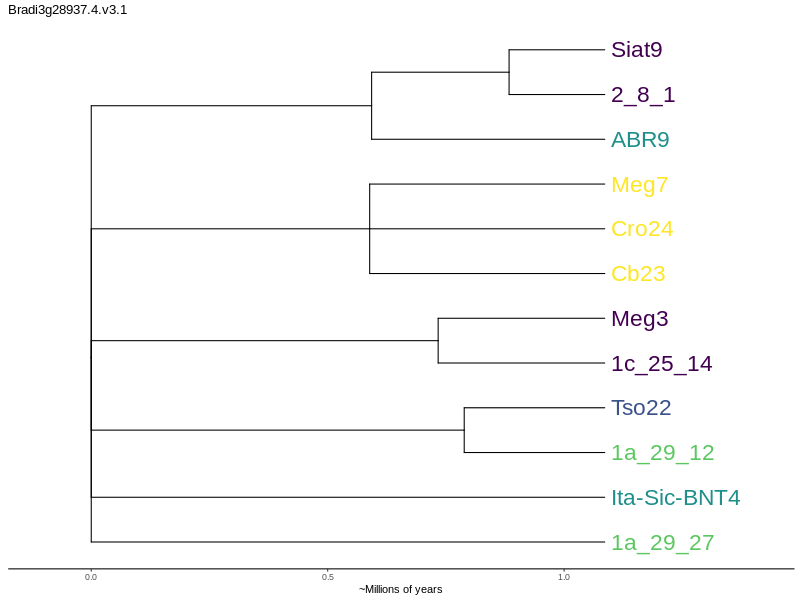 Bradi3g28937.4.v3.1
Siat9
2_8_1
ABR9
Meg7
Cro24
Cb23
Meg3
1c_25_14
Tso22
1a_29_12
Ita-Sic-BNT4
1a_29_27
0.0 0.5 1.0
~Millions of years